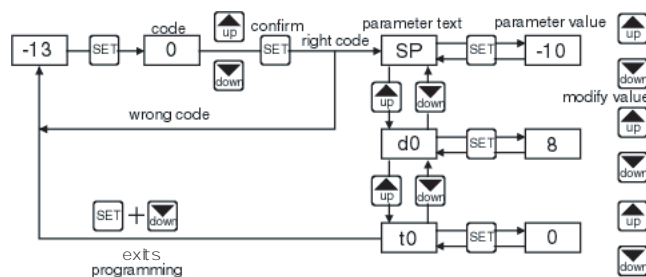 code
confirm
parameter text
parameter value
-13
SET
0
up
down
SET
right code
SP
SET
-10
up
down
modify value
wrong code
up
down
d0
SET
8
up
down
up
down
SET + down
t0
SET
0
up
down
exits
programming